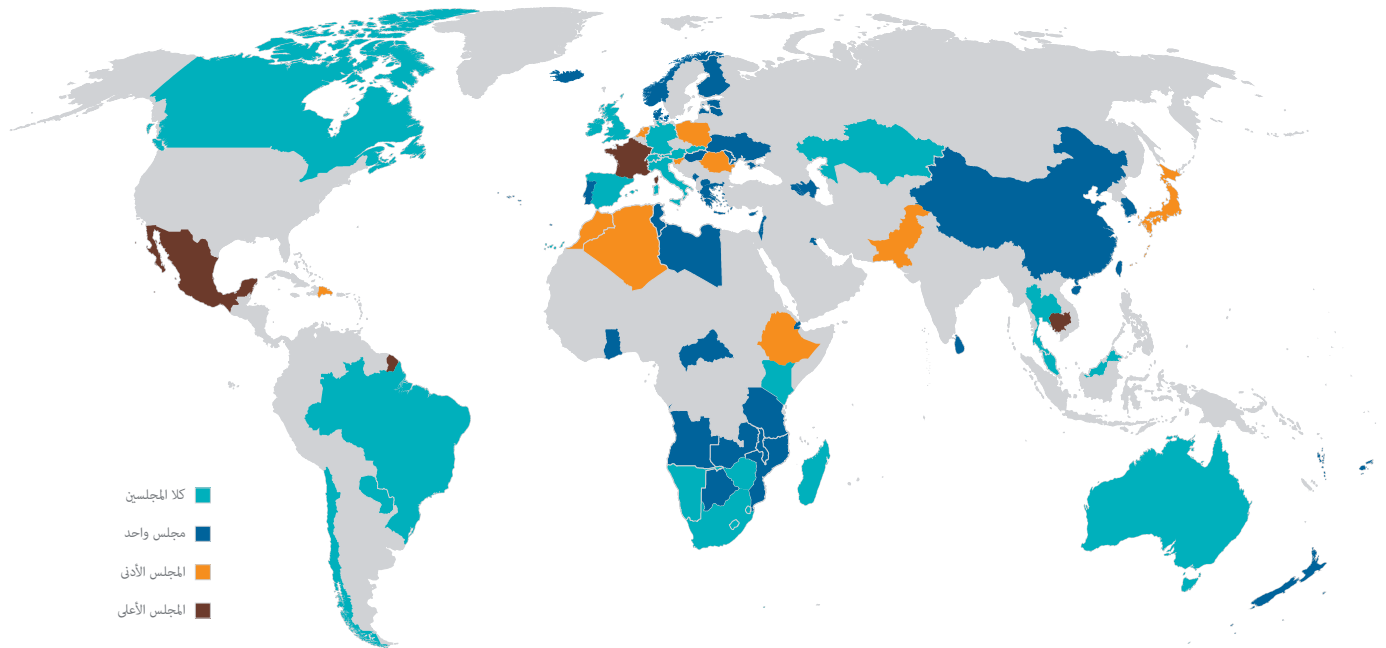 كلا المجلسين
مجلس واحد
المجلس الأدنى
المجلس الأعلى